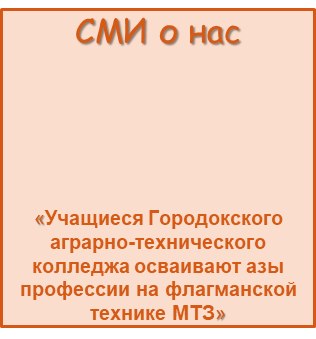 СМИ о нас
«Учащиеся Городокского
аграрно-технического
колледжа осваивают азы
профессии на флагманской
технике МТЗ»